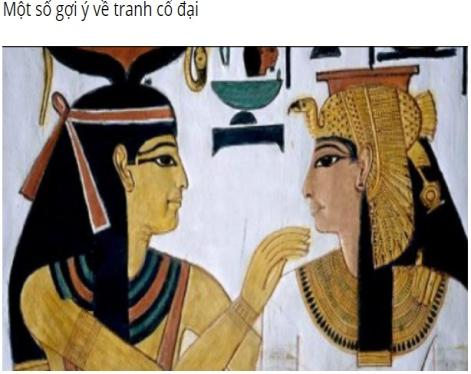 Một số gợi ý về tranh cổ đại